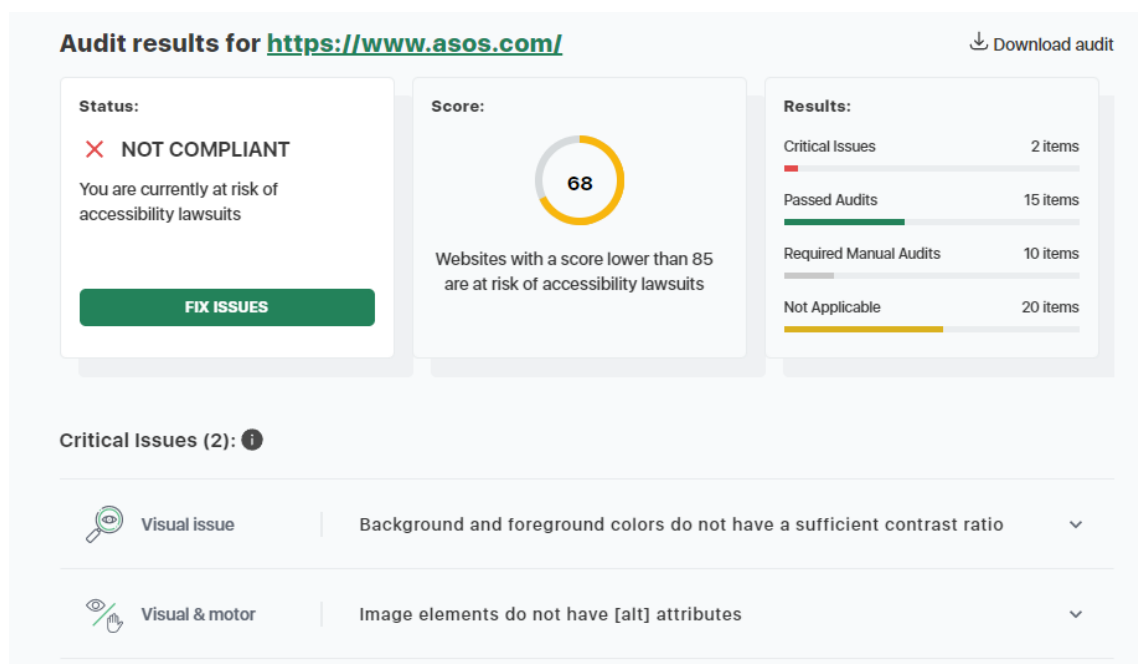 Audit results for https://www.asos.com/
Download audit
Status:
NOT COMPLIANT
You are currently at risk of
accessibility lawsuits
FIX ISSUES
Score:
68
Websites with a score lower than 85
are at risk of accessibility lawsuits
Results:
Critical Issues 2 items
Passed Audits 15 items
Required Manual Audits 10 items
Not Applicable 20 items
Critical Issues (2): i
Visual issue Background and foreground colors do not have a sufficient contrast ratio
Visual & motor Image elements do not have [alt] attributes